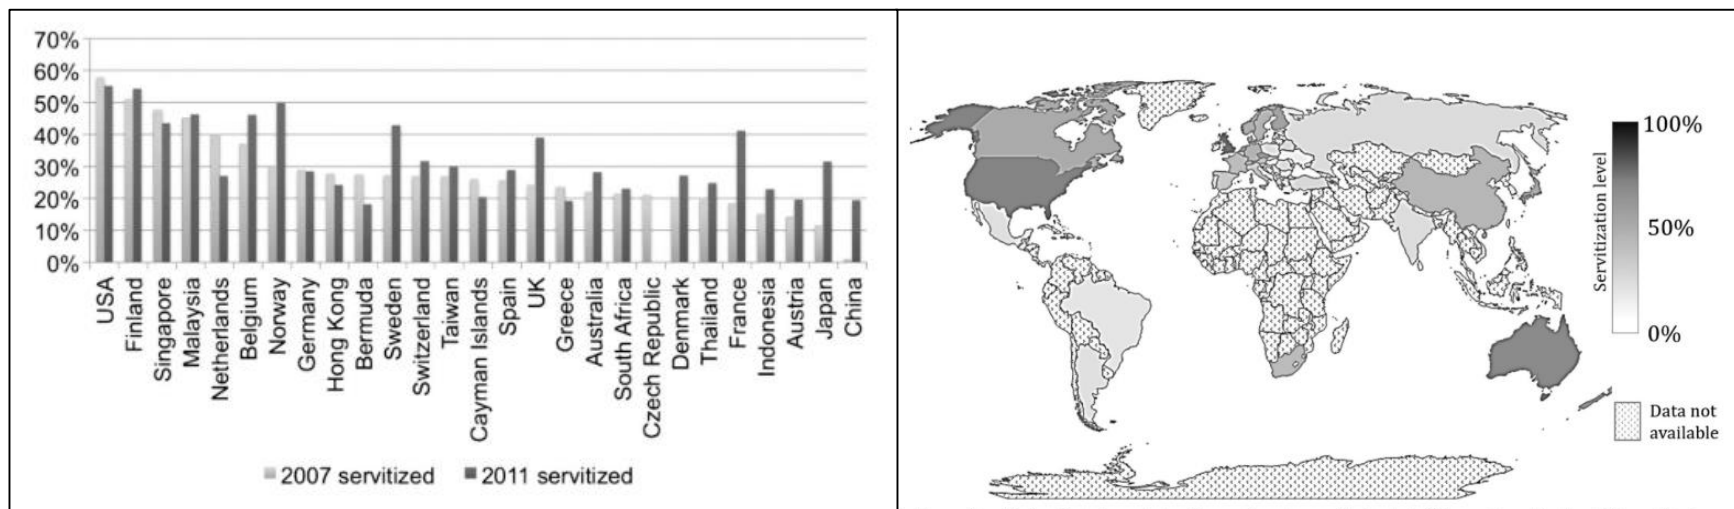 70%
60%
50%
40%
30%
20%
10%
0%
USA
Finland
Singapore
Malaysia
Netherlands
Belgium
Norway
Germany
Hong Kong
Bermuda
Sweden
Switzerland
Taiwan
Cayman Islands
Spain
UK
Greece
Australia
South Africa
Czech Republic
Denmark
Thailand
France
Indonesia
Austria
Japan
China
2007 servitized
2011 servitized
Servitization level
100%
50%
0%
Data not
available